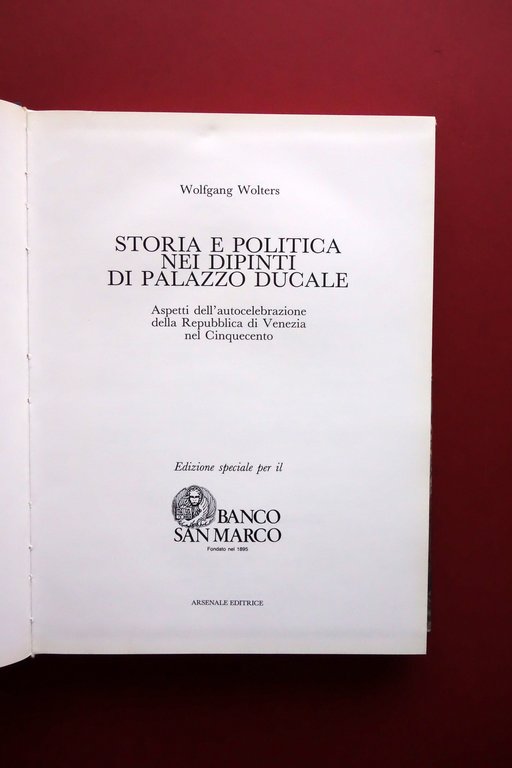 Wolfgang Wolters
STORIA E POLITICA
NEI DIPINTI
DI PALAZZO DUCALE
Aspetti dell'autocelebrazione
della Repubblica di Venezia
nel Cinquecento
Edizione speciale per il
BANCO
SAN MARCO
Fondato nel 1895
ARSENALE EDITRICE